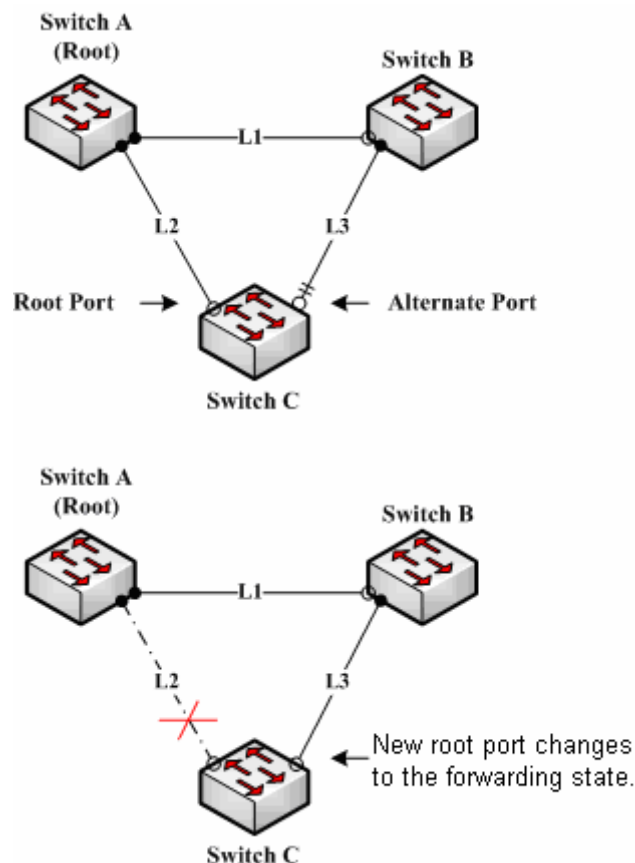 Switch A
(Root)
Switch B
L1
L2
L3
Root Port
Alternate Port
Switch C
Switch A
(Root)
Switch B
L1
L2
L3
New root port changes
to the forwarding state.
Switch C